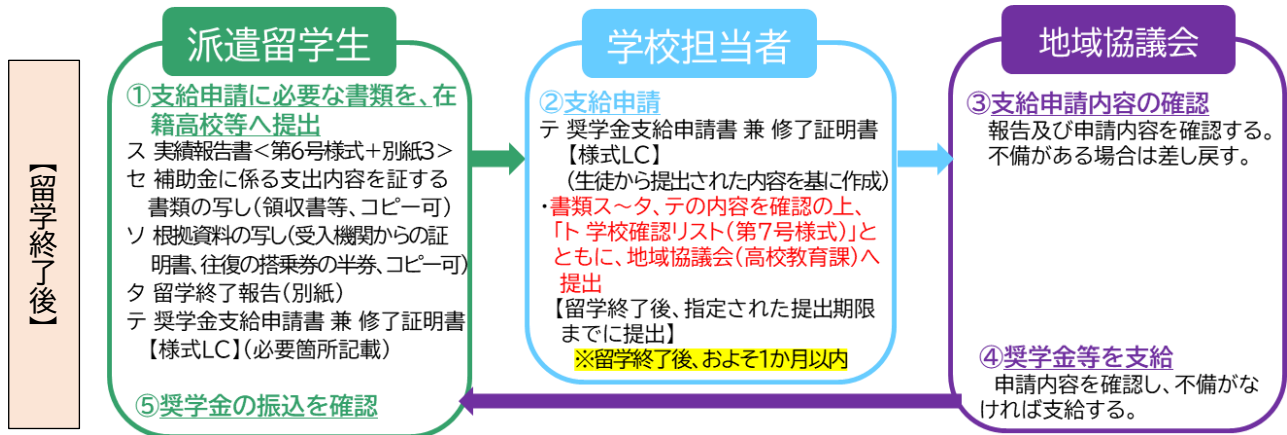 【留学終了後】
派遣留学生
①支給申請に必要な書類を、在
籍高校等へ提出
ス 実績報告書<第6号様式+別紙3>
セ 補助金に係る支出内容を証する
書類の写し(領収書等、コピー可)
ソ 根拠資料の写し(受入機関からの証
明書、往復の搭乗券の半券、コピー可)
タ 留学終了報告(別紙)
テ 奨学金支給申請書 兼 修了証明書
【様式LC】(必要箇所記載)
⑤奨学金の振込を確認
学校担当者
②支給申請
テ 奨学金支給申請書 兼 修了証明書
【様式LC】
(生徒から提出された内容を基に作成)
・書類ス~タ、テの内容を確認の上、
「ト 学校確認リスト(第7号様式)」と
ともに、地域協議会(高校教育課)へ
提出
【留学終了後、指定された提出期限
までに提出】
※留学終了後、およそ1か月以内
地域協議会
③支給申請内容の確認
報告及び申請内容を確認する。
不備がある場合は差し戻す。
④奨学金等を支給
申請内容を確認し、不備がな
ければ支給する。